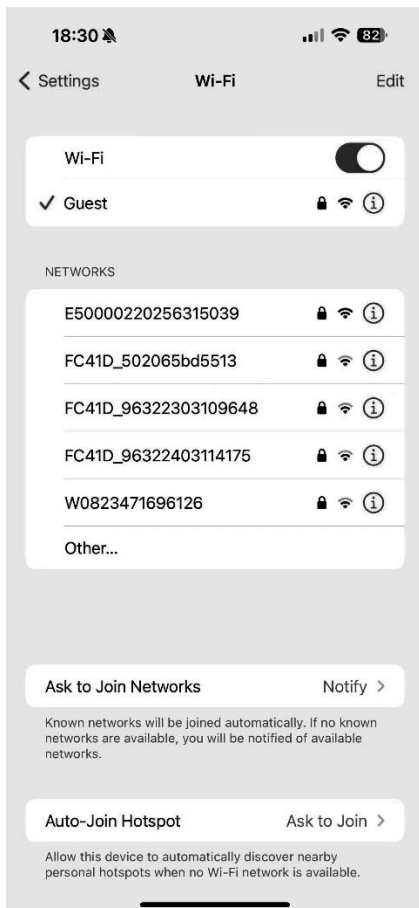 18:30
82
Settings Wi-Fi Edit
Wi-Fi
Guest
NETWORKS
E50000220256315039
FC41D_502065bd5513
FC41D_96322303109648
FC41D_96322403114175
W0823471696126
Other...
Ask to Join Networks Notify
Known networks will be joined automatically. If no known
networks are available, you will be notified of available
networks.
Auto-Join Hotspot Ask to Join
Allow this device to automatically discover nearby
personal hotspots when no Wi-Fi network is available.